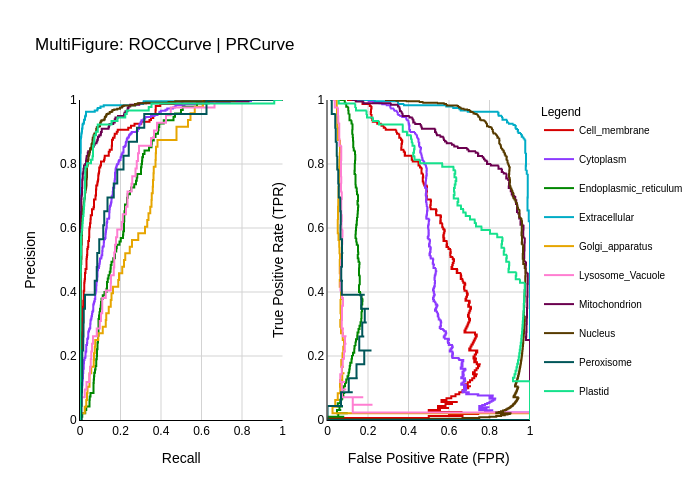 MultiFigure: ROCCurve | PRCurve
Legend
Cell_membrane
Cytoplasm
Endoplasmic_reticulum
Extracellular
Golgi_apparatus
Lysosome_Vacuole
Mitochondrion
Nucleus
Peroxisome
Plastid
Precision
1
0.8
0.6
0.4
0.2
0
0 0.2 0.4 0.6 0.8 1
Recall
True Positive Rate (TPR)
1
0.8
0.6
0.4
0.2
0
0 0.2 0.4 0.6 0.8 1
False Positive Rate (FPR)